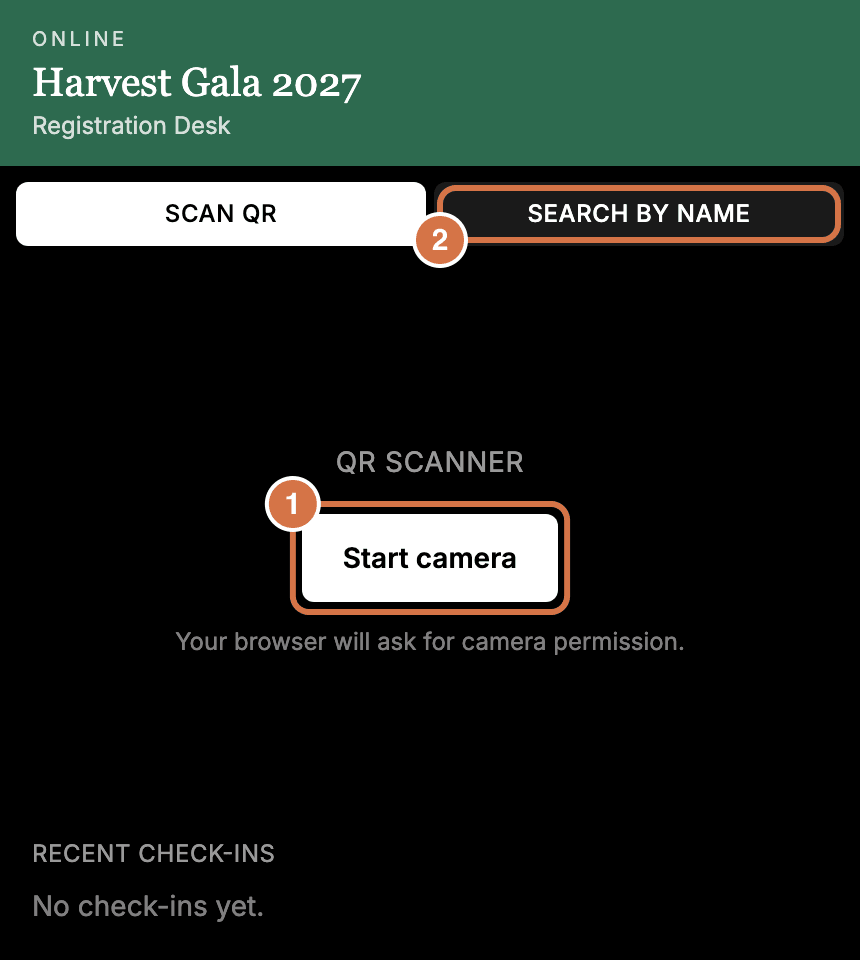 ONLINE
Harvest Gala 2027
Registration Desk
SCAN QR
SEARCH BY NAME
2
QR SCANNER
1
Start camera
Your browser will ask for camera permission.
RECENT CHECK-INS
No check-ins yet.